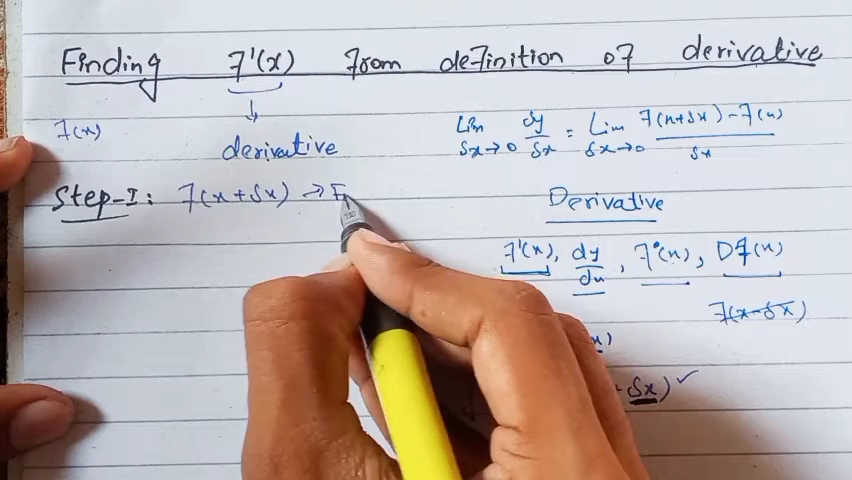 Finding f'(x) from definition of derivative
f(x)
derivative
Lim δx→0 dy/δx = Lim δx→0 f(x+δx)-f(x)/δx
Step-I: f(x+δx) → F
Derivative
f'(x), dy/dx, f°(x), Df(x)
f(x-δx)
x)
δx) ✓